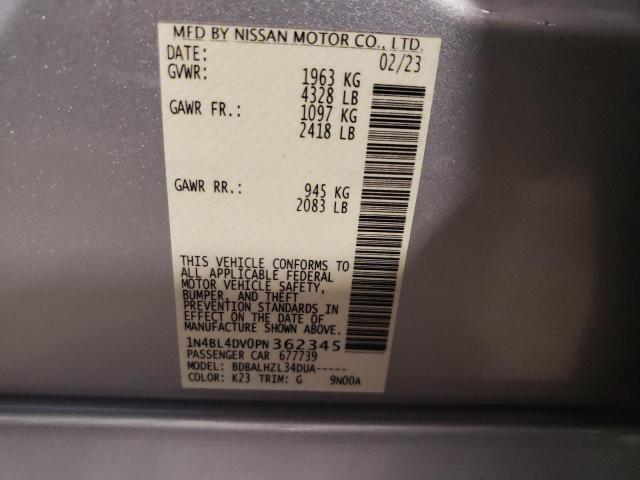 MFD BY NISSAN MOTOR CO., LTD.
DATE: 02/23
GVWR: 1963 KG
4328 LB
GAWR FR.: 1097 KG
2418 LB
GAWR RR.: 945 KG
2083 LB
THIS VEHICLE CONFORMS TO
ALL APPLICABLE FEDERAL
MOTOR VEHICLE SAFETY,
BUMPER, AND THEFT
PREVENTION STANDARDS IN
EFFECT ON THE DATE OF
MANUFACTURE SHOWN ABOVE.
1N4BL4DV0PN362345
PASSENGER CAR 677739
MODEL: BDBALHZL34DUA-----
COLOR: K23 TRIM: G 9N00A